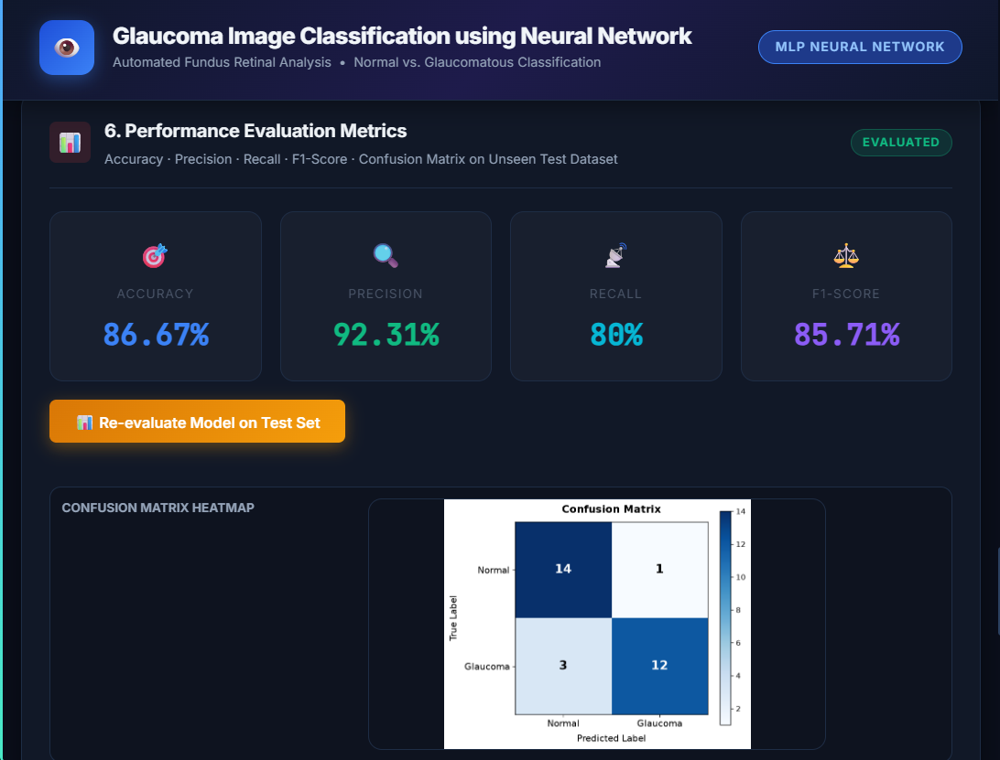 Glaucoma Image Classification using Neural Network
Automated Fundus Retinal Analysis • Normal vs. Glaucomatous Classification
MLP NEURAL NETWORK
6. Performance Evaluation Metrics
Accuracy · Precision · Recall · F1-Score · Confusion Matrix on Unseen Test Dataset
EVALUATED
ACCURACY
86.67%
PRECISION
92.31%
RECALL
80%
F1-SCORE
85.71%
Re-evaluate Model on Test Set
CONFUSION MATRIX HEATMAP
Confusion Matrix
True Label
Normal
14
1
Glaucoma
3
12
Normal
Glaucoma
Predicted Label
14
12
10
8
6
4
2